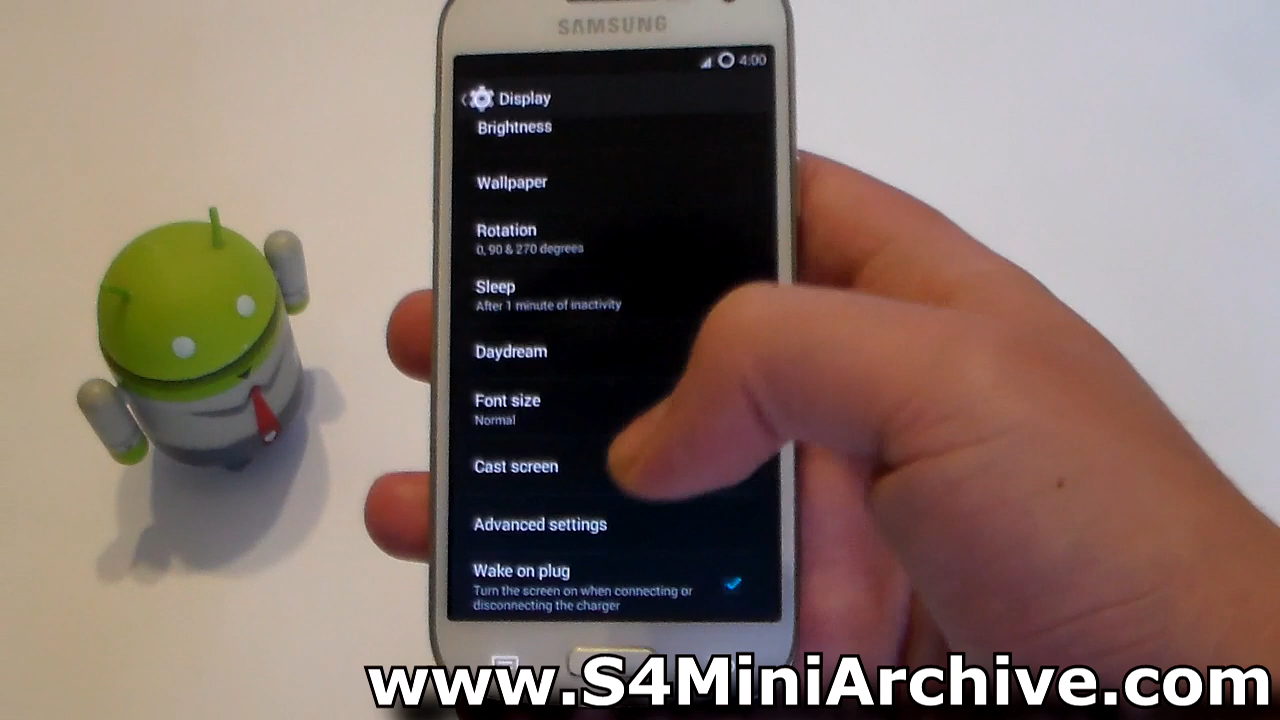 SAMSUNG
4:00
Display
Brightness
Wallpaper
Rotation
0, 90 & 270 degrees
Sleep
After 1 minute of inactivity
Daydream
Font size
Normal
Cast screen
Advanced settings
Wake on plug
Turn the screen on when connecting or
disconnecting the charger
www.S4MiniArchive.com